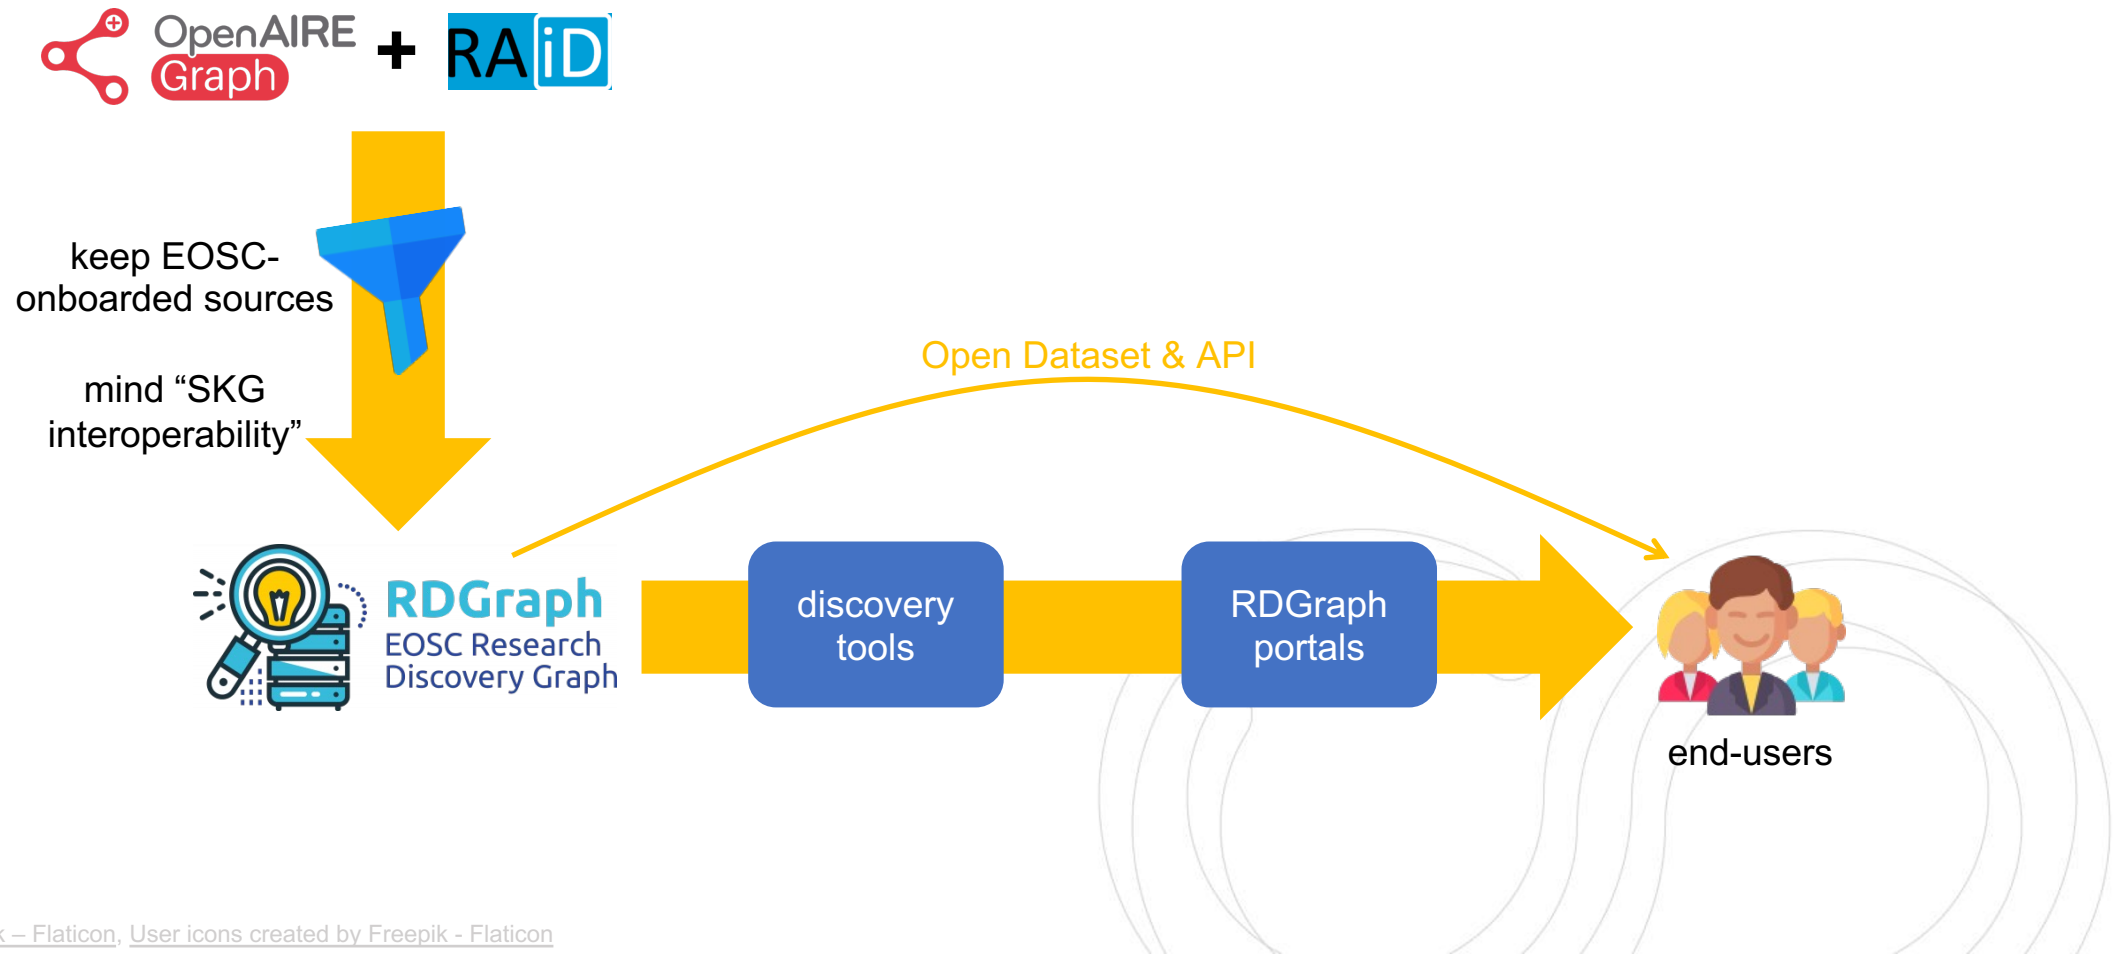 OpenAIRE
Graph
+
RAiD
keep EOSC-
onboarded sources
mind “SKG
interoperability”
Open Dataset & API
RDGraph
EOSC Research
Discovery Graph
discovery
tools
RDGraph
portals
end-users
– Flaticon, User icons created by Freepik - Flaticon